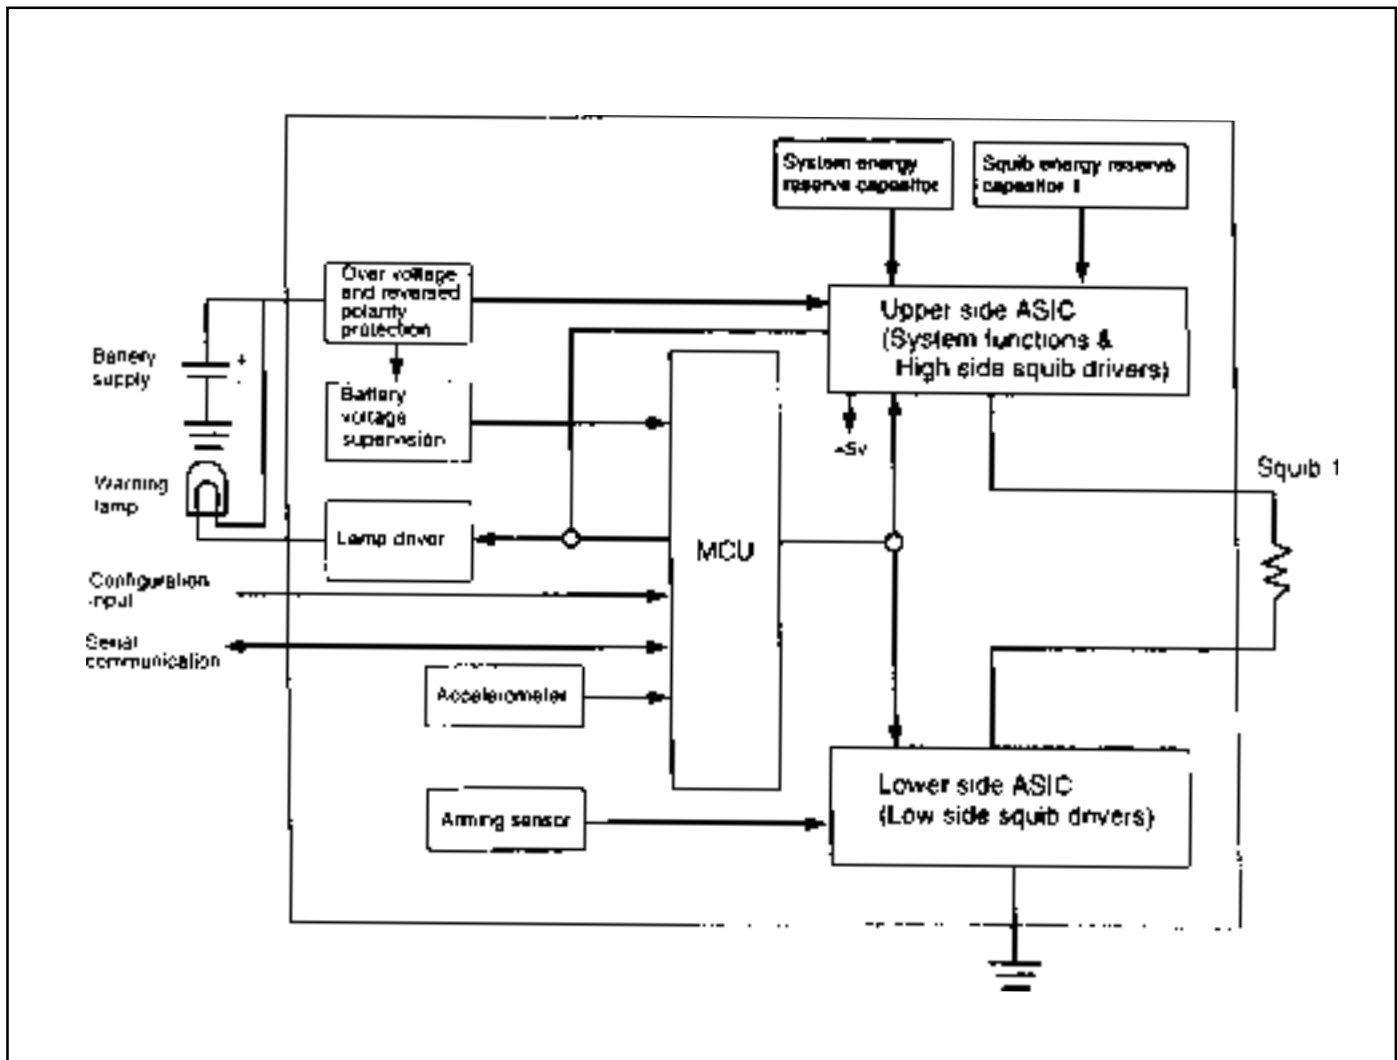 System energy
reserve capacitor
Squib energy reserve
capacitor 1
Over voltage
and reversed
polarity
protection
Upper side ASIC
(System functions &
High side squib drivers)
Battery
supply
+
-
Battery
voltage
supervision
+5v
Squib 1
Warning
lamp
Lamp driver
MCU
Configuration
input
Serial
communication
Accelerometer
Lower side ASIC
(Low side squib drivers)
Arming sensor